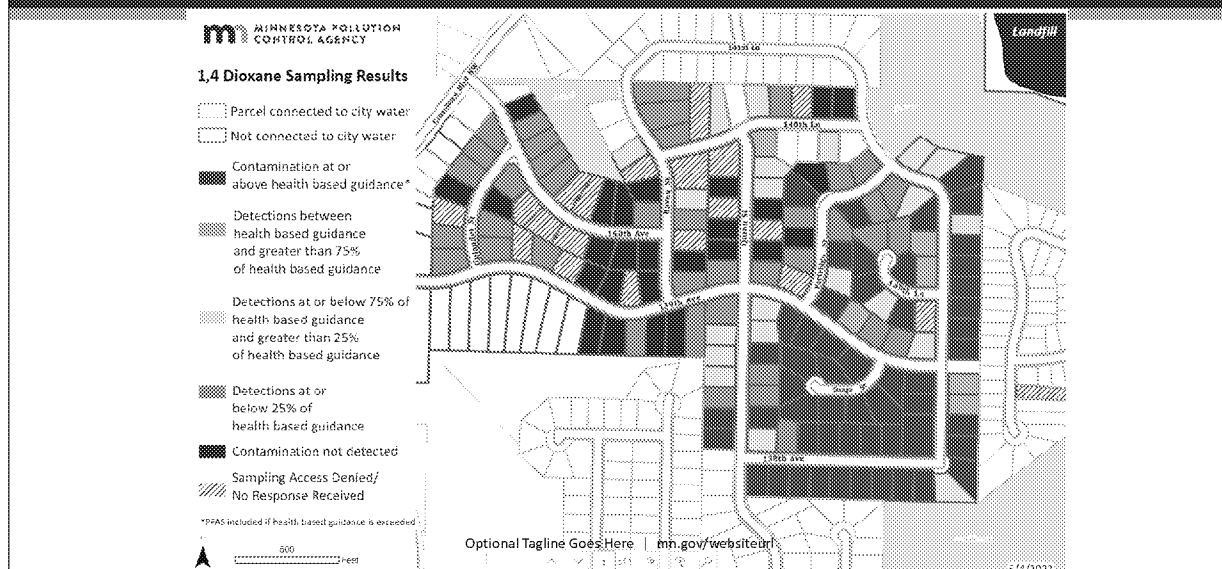 MINNESOTA POLLUTION
CONTROL AGENCY
1,4 Dioxane Sampling Results
Parcel connected to city water
Not connected to city water
Contamination at or
above health based guidance*
Detections between
health based guidance
and greater than 75%
of health based guidance
Detections at or below 75% of
health based guidance
and greater than 25%
of health based guidance
Detections at or
below 25% of
health based guidance
Contamination not detected
Sampling Access Denied/
No Response Received
*PFAS included if health based guidance is exceeded
600
Feet
Landfill
141st Ln
140th Ln
140th Ave
139th Ave
138th Ave
Optional Tagline Goes Here | mn.gov/websiteurl